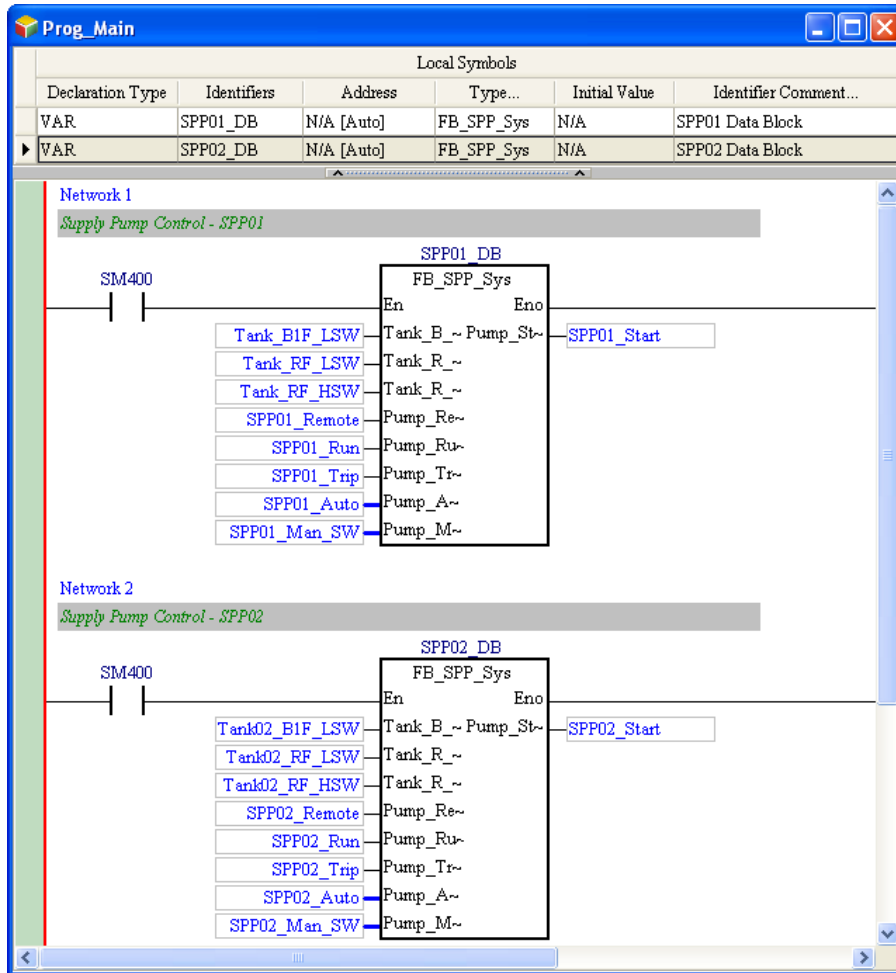 Prog_Main
Local Symbols
Declaration Type Identifiers Address Type... Initial Value Identifier Comment...
VAR SPP01_DB N/A [Auto] FB_SPP_Sys N/A SPP01 Data Block
VAR SPP02_DB N/A [Auto] FB_SPP_Sys N/A SPP02 Data Block
Network 1
Supply Pump Control - SPP01
SPP01_DB
SM400 FB_SPP_Sys
En Eno
Tank_B1F_LSW Tank_B_~ Pump_St~ SPP01_Start
Tank_RF_LSW Tank_R_~
Tank_RF_HSW Tank_R_~
SPP01_Remote Pump_Re~
SPP01_Run Pump_Ru~
SPP01_Trip Pump_Tr~
SPP01_Auto Pump_A~
SPP01_Man_SW Pump_M~
Network 2
Supply Pump Control - SPP02
SPP02_DB
SM400 FB_SPP_Sys
En Eno
Tank02_B1F_LSW Tank_B_~ Pump_St~ SPP02_Start
Tank02_RF_LSW Tank_R_~
Tank02_RF_HSW Tank_R_~
SPP02_Remote Pump_Re~
SPP02_Run Pump_Ru~
SPP02_Trip Pump_Tr~
SPP02_Auto Pump_A~
SPP02_Man_SW Pump_M~